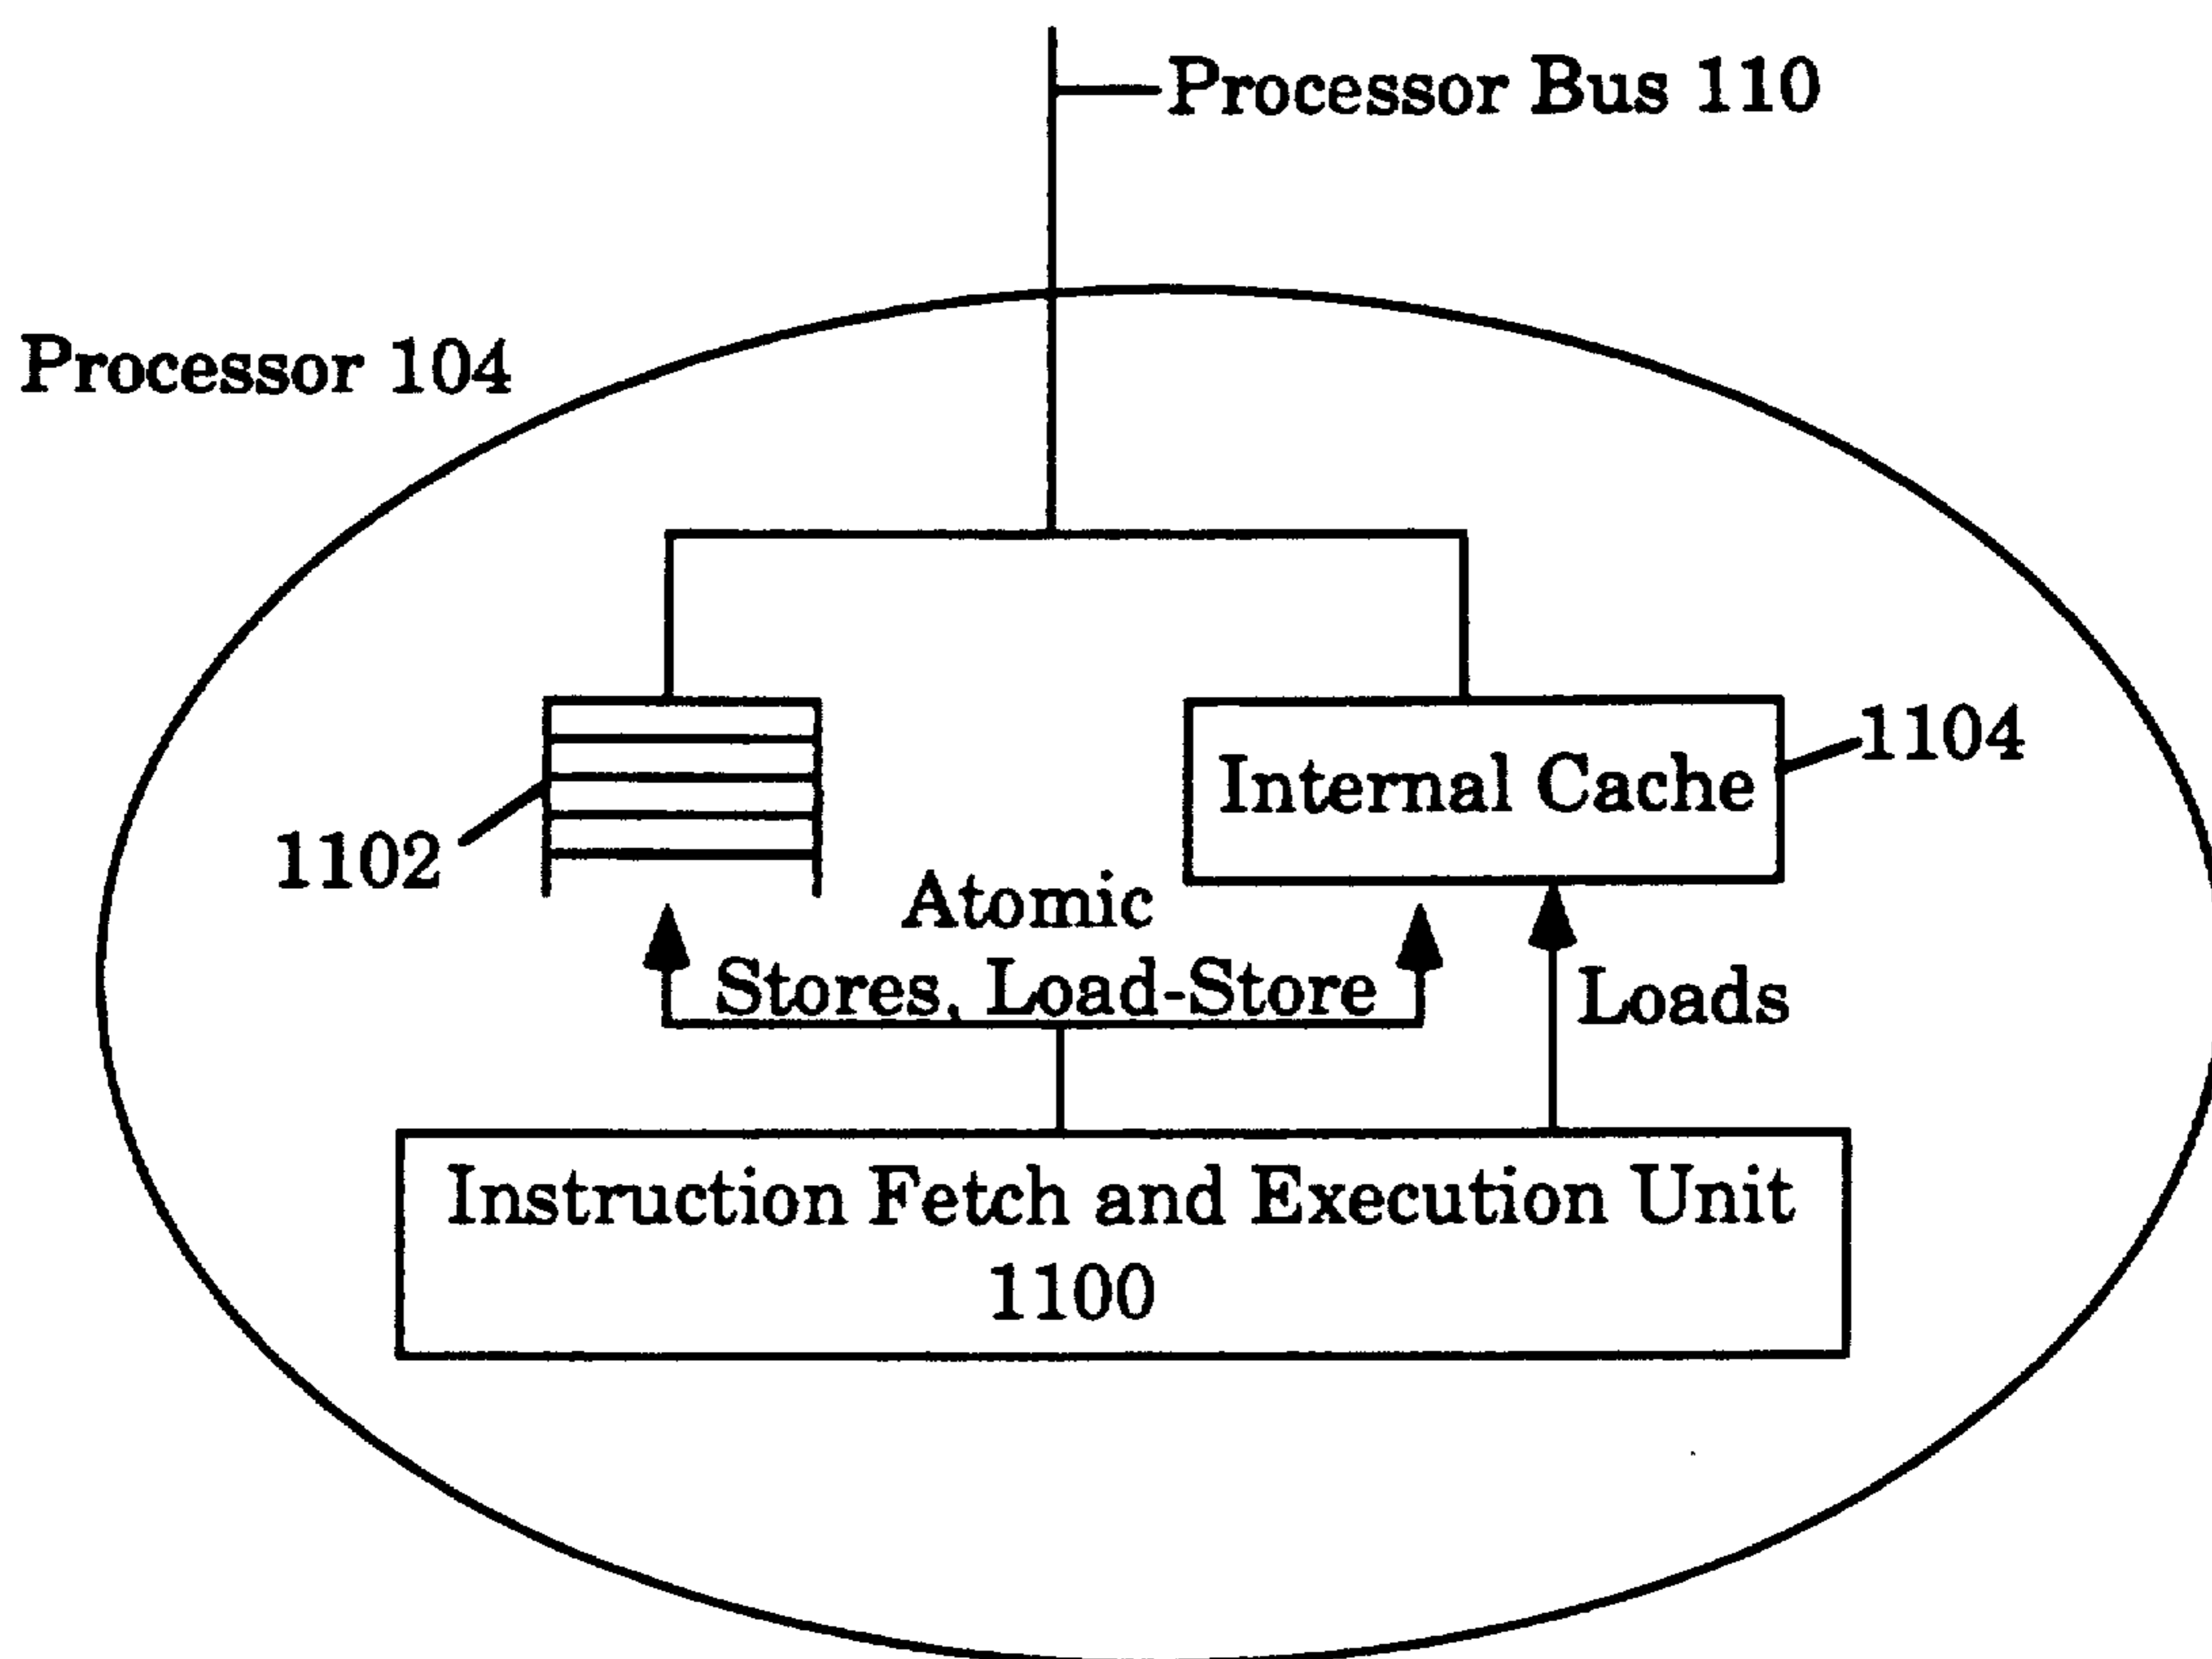 Processor Bus 110
Processor 104
1104
Internal Cache
1102
Atomic
Stores, Load-Store
Loads
Instruction Fetch and Execution Unit
1100